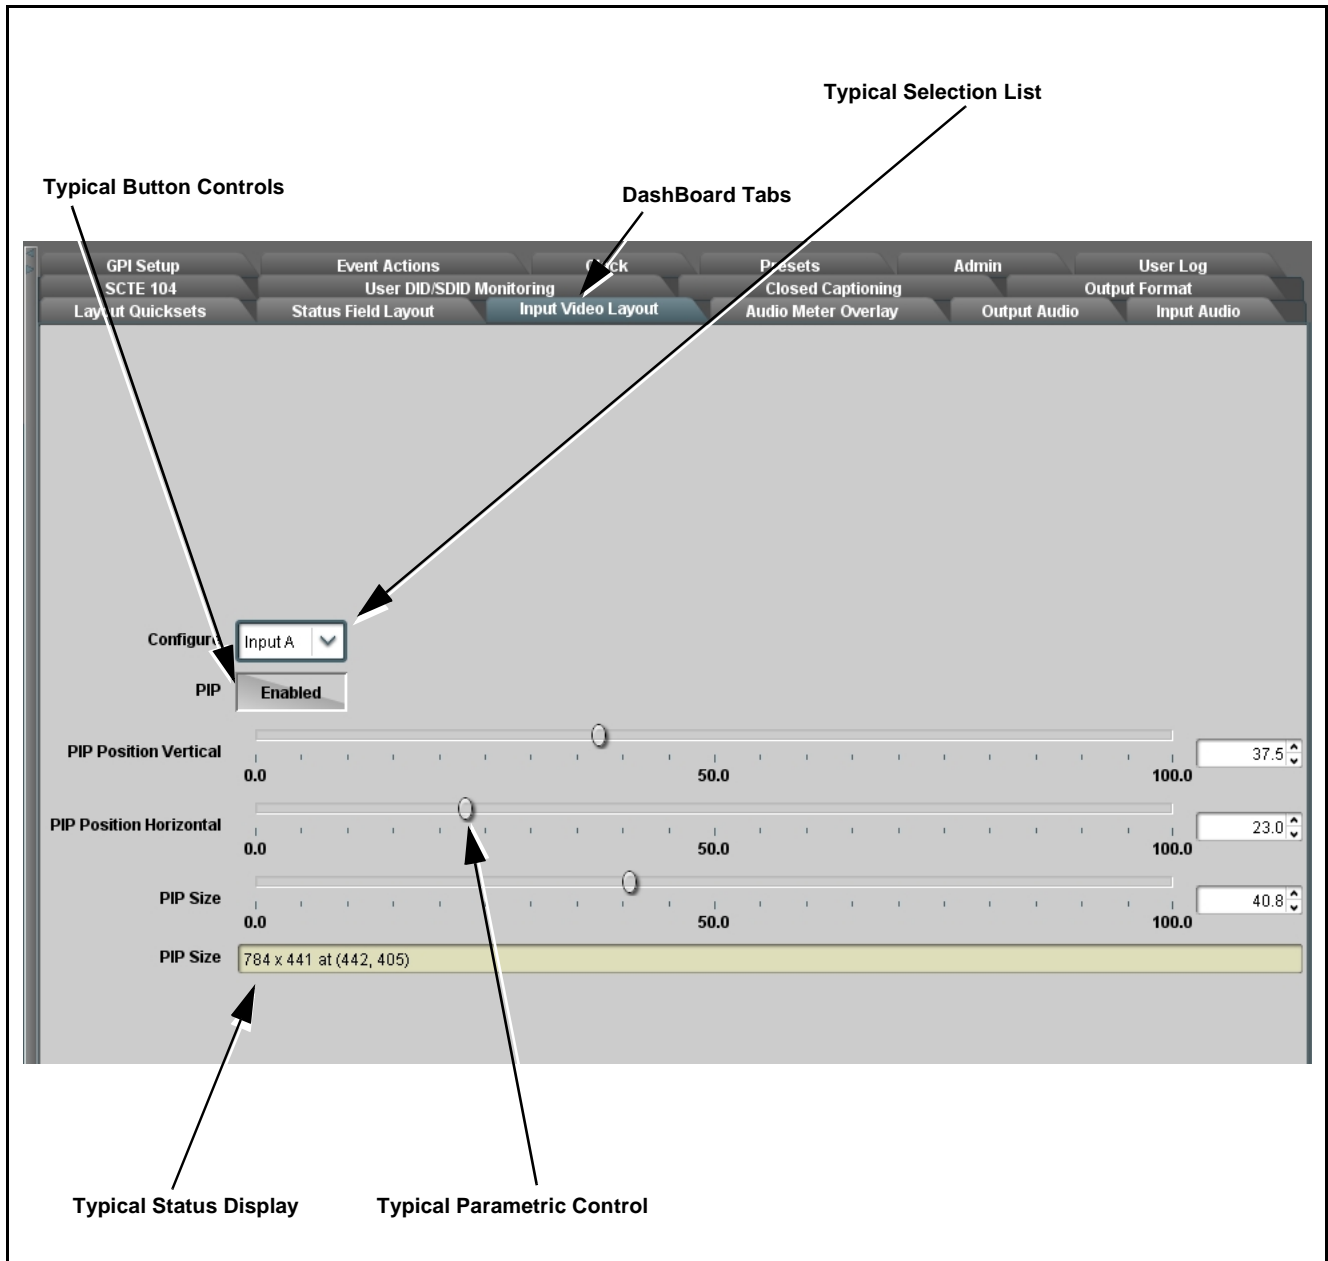 Typical Selection List
Typical Button Controls
DashBoard Tabs
GPI Setup Event Actions Presets Admin User Log
SCTE 104 User DID/SDID Monitoring Closed Captioning Output Format
Layout Quicksets Status Field Layout Input Video Layout Audio Meter Overlay Output Audio Input Audio
Configure Input A
PIP Enabled
PIP Position Vertical 37.5
0.0 50.0 100.0
PIP Position Horizontal 23.0
0.0 50.0 100.0
PIP Size 40.8
0.0 50.0 100.0
PIP Size 784 x 441 at (442, 405)
Typical Status Display Typical Parametric Control